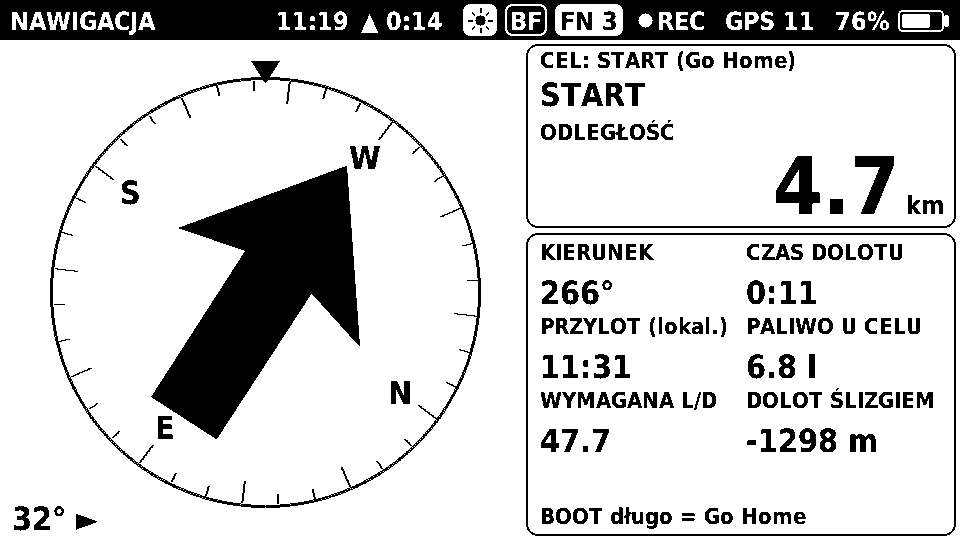 NAWIGACJA 11:19 ▲ 0:14 BF FN 3 ●REC GPS 11 76%
CEL: START (Go Home)
START
ODLEGŁOŚĆ
4.7 km
W
S
N
E
32° ►
KIERUNEK CZAS DOLOTU
266° 0:11
PRZYLOT (lokal.) PALIWO U CELU
11:31 6.8 l
WYMAGANA L/D DOLOT ŚLIZGIEM
47.7 -1298 m
BOOT długo = Go Home